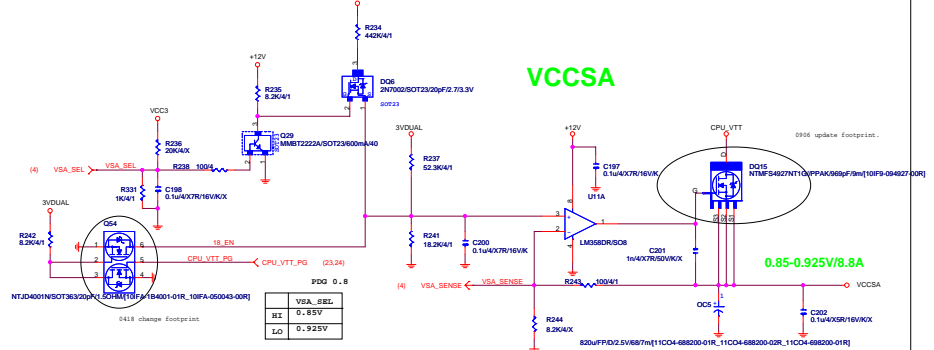 R234
442K/4/1
+12V
VCCSA
R235
8.2K/4/1
DQ6
2N7002/SOT23/20pF/2.7/3.3V
SOT23
VCC3
3VDUAL
+12V
CPU_VTT
0906 update footprint.
R236
20K/4/X
Q29
MMBT2222A/SOT23/600mA/40
SOT23
(4) VSA_SEL VSA_SEL
R238 100/4/1
R237
52.3K/4/1
C197
0.1u/4/X7R/16V/K
U11A
DQ15
NTMFS4927NT1G/PPAK/969pF/9m/[10IF9-094927-00R]
R331
1K/4/1
C198
0.1u/4/X7R/16V/K/X
3VDUAL
Q54
R242
8.2K/4/1
18_EN
CPU_VTT_PG
CPU_VTT_PG (23,24)
R241
18.2K/4/1
C200
0.1u/4/X7R/16V/K
LM358DR/SO8
C201
1n/4/X7R/50V/K/X
0.85-0.925V/8.8A
NTJD4001N/SOT363/20pF/1.5OHM/[10IFA-1B4001-01R_10IFA-050043-00R]
0418 change footprint
PDG 0.8
VSA_SEL
HI 0.85V
LO 0.925V
(4) VSA_SENSE VSA_SENSE
R243 100/4/1
VCCSA
R244
8.2K/4/X
OC5
C202
0.1u/4/X5R/16V/K/X
820u/FP/D/2.5V/68/7m/[11CO4-688200-01R_11CO4-688200-02R_11CO4-698200-01R]